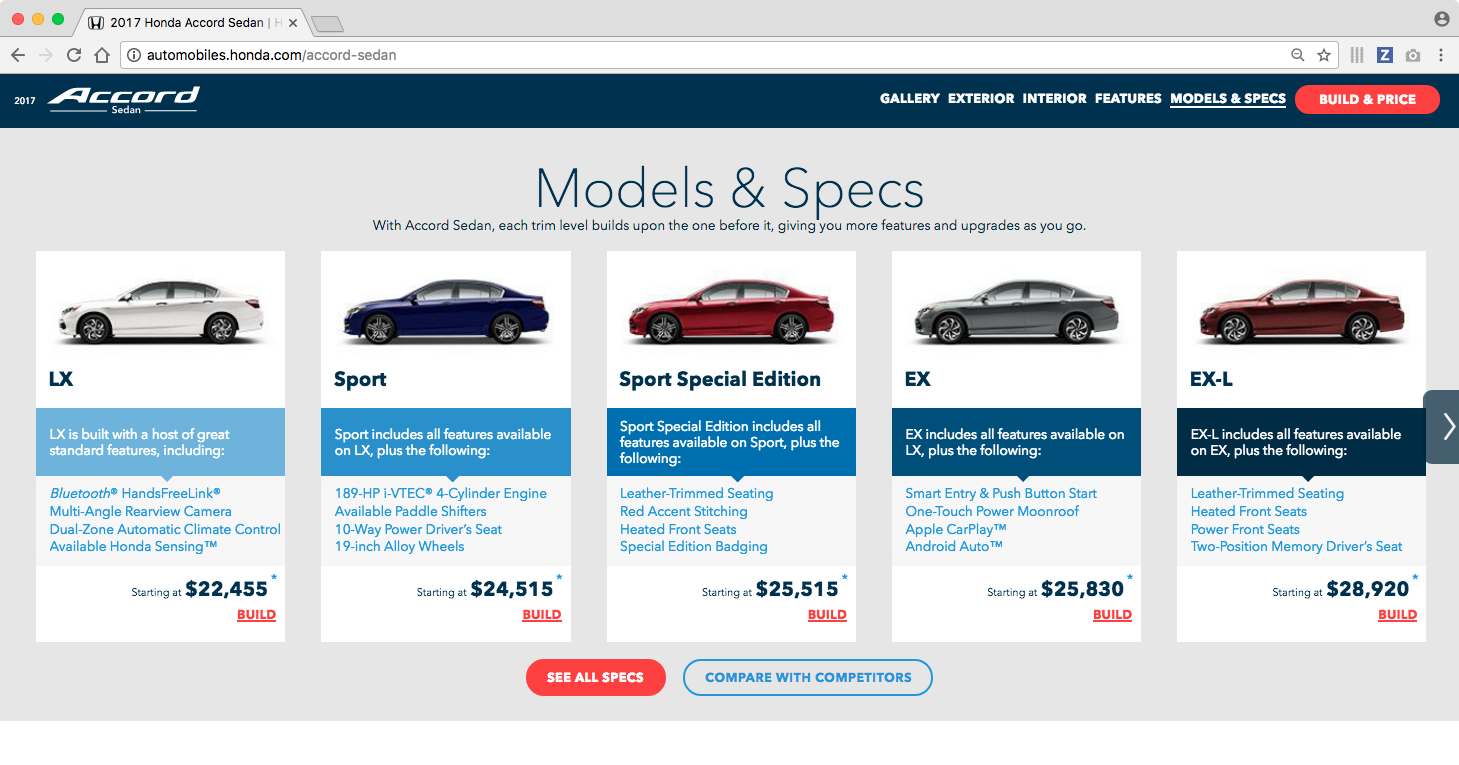 2017 Honda Accord Sedan | H
automobiles.honda.com/accord-sedan
Z
2017
Accord
Sedan
GALLERY EXTERIOR INTERIOR FEATURES MODELS & SPECS BUILD & PRICE
Models & Specs
With Accord Sedan, each trim level builds upon the one before it, giving you more features and upgrades as you go.
LX
LX is built with a host of great
standard features, including:
Bluetooth® HandsFreeLink®
Multi-Angle Rearview Camera
Dual-Zone Automatic Climate Control
Available Honda Sensing™
Starting at $22,455*
BUILD
Sport
Sport includes all features available
on LX, plus the following:
189-HP i-VTEC® 4-Cylinder Engine
Available Paddle Shifters
10-Way Power Driver’s Seat
19-inch Alloy Wheels
Starting at $24,515*
BUILD
Sport Special Edition
Sport Special Edition includes all
features available on Sport, plus the
following:
Leather-Trimmed Seating
Red Accent Stitching
Heated Front Seats
Special Edition Badging
Starting at $25,515*
BUILD
EX
EX includes all features available on
LX, plus the following:
Smart Entry & Push Button Start
One-Touch Power Moonroof
Apple CarPlay™
Android Auto™
Starting at $25,830*
BUILD
EX-L
EX-L includes all features available
on EX, plus the following:
Leather-Trimmed Seating
Heated Front Seats
Power Front Seats
Two-Position Memory Driver’s Seat
Starting at $28,920*
BUILD
SEE ALL SPECS
COMPARE WITH COMPETITORS